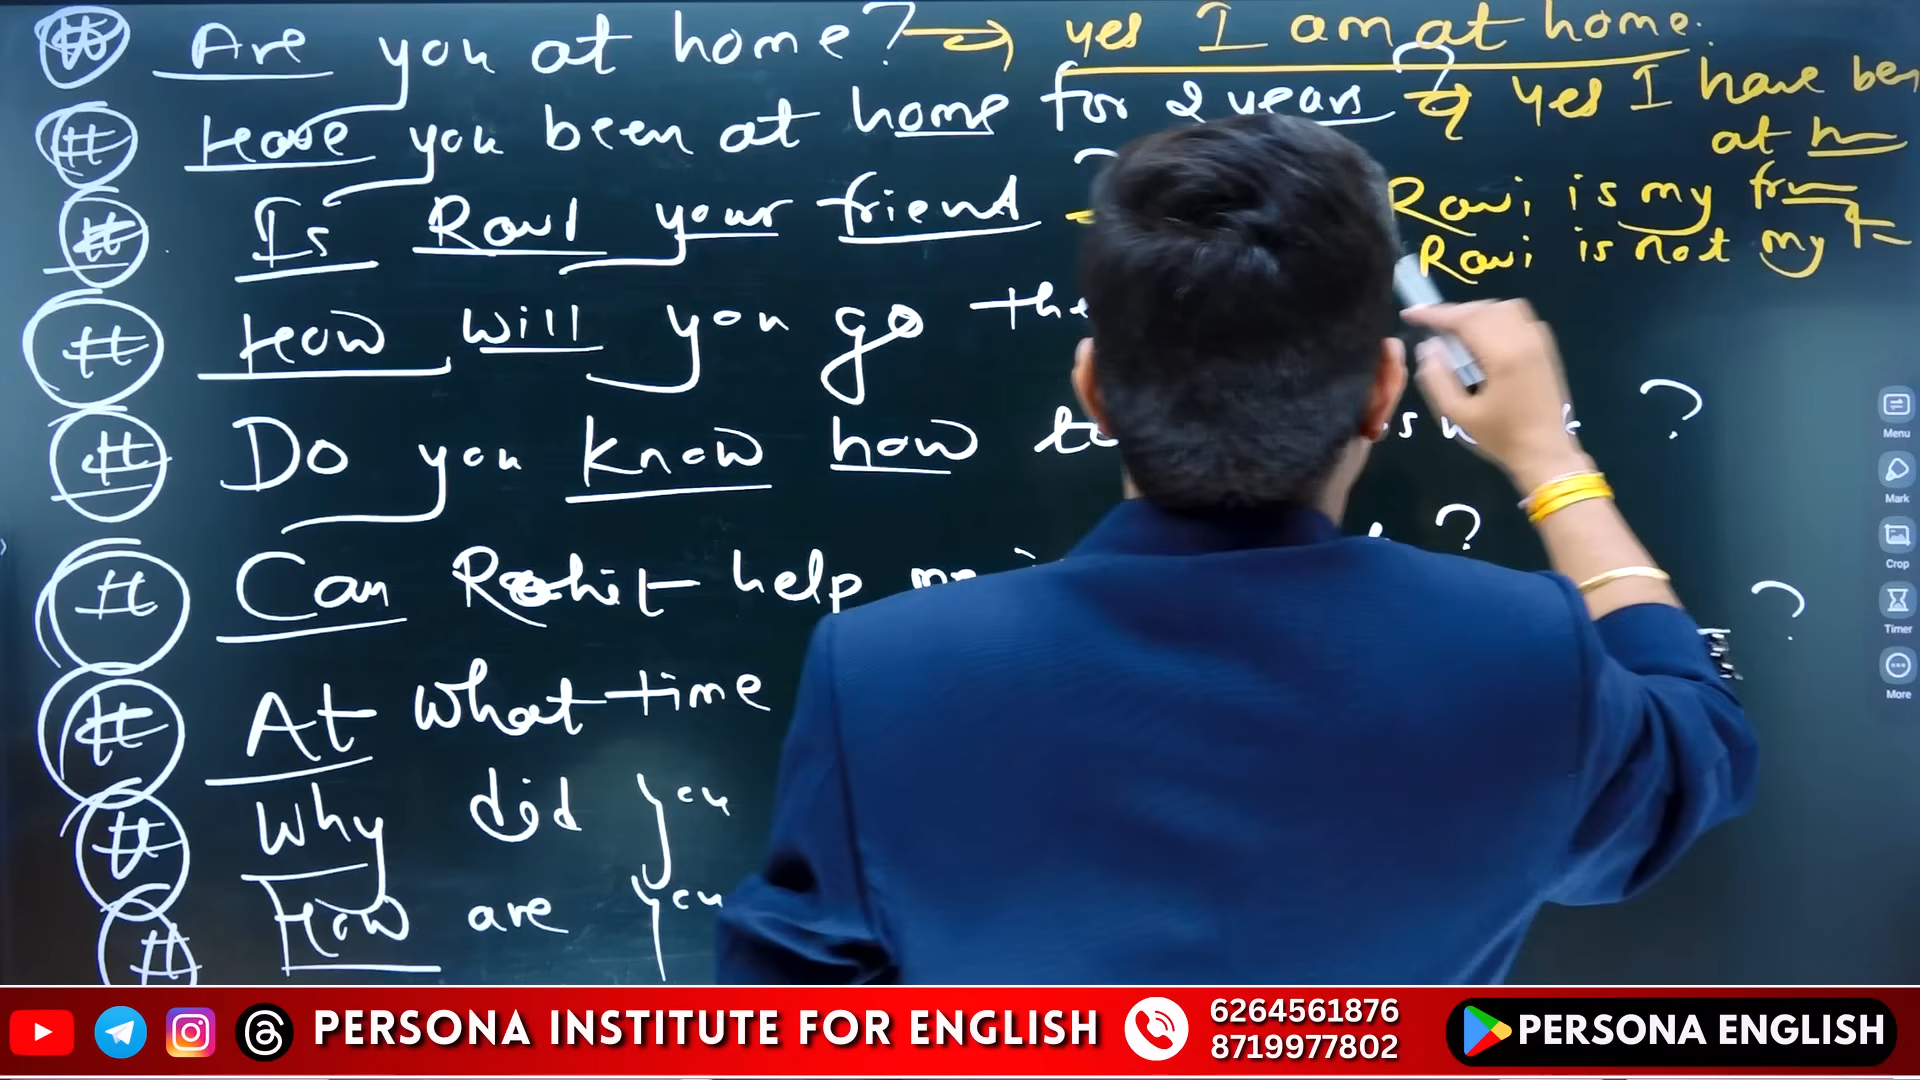 # Are you at home? → yes I am at home.
# Have you been at home for 2 years ? → yes I have been
at h
# Is Ravi your friend ? → Ravi is my fr
Ravi is not my f
# How will you go the
# Do you know how to ?
# Can Rohit help ?
# At what time ?
# Why did you
# How are you
Menu
Mark
Crop
Timer
More
PERSONA INSTITUTE FOR ENGLISH
6264561876
8719977802
PERSONA ENGLISH